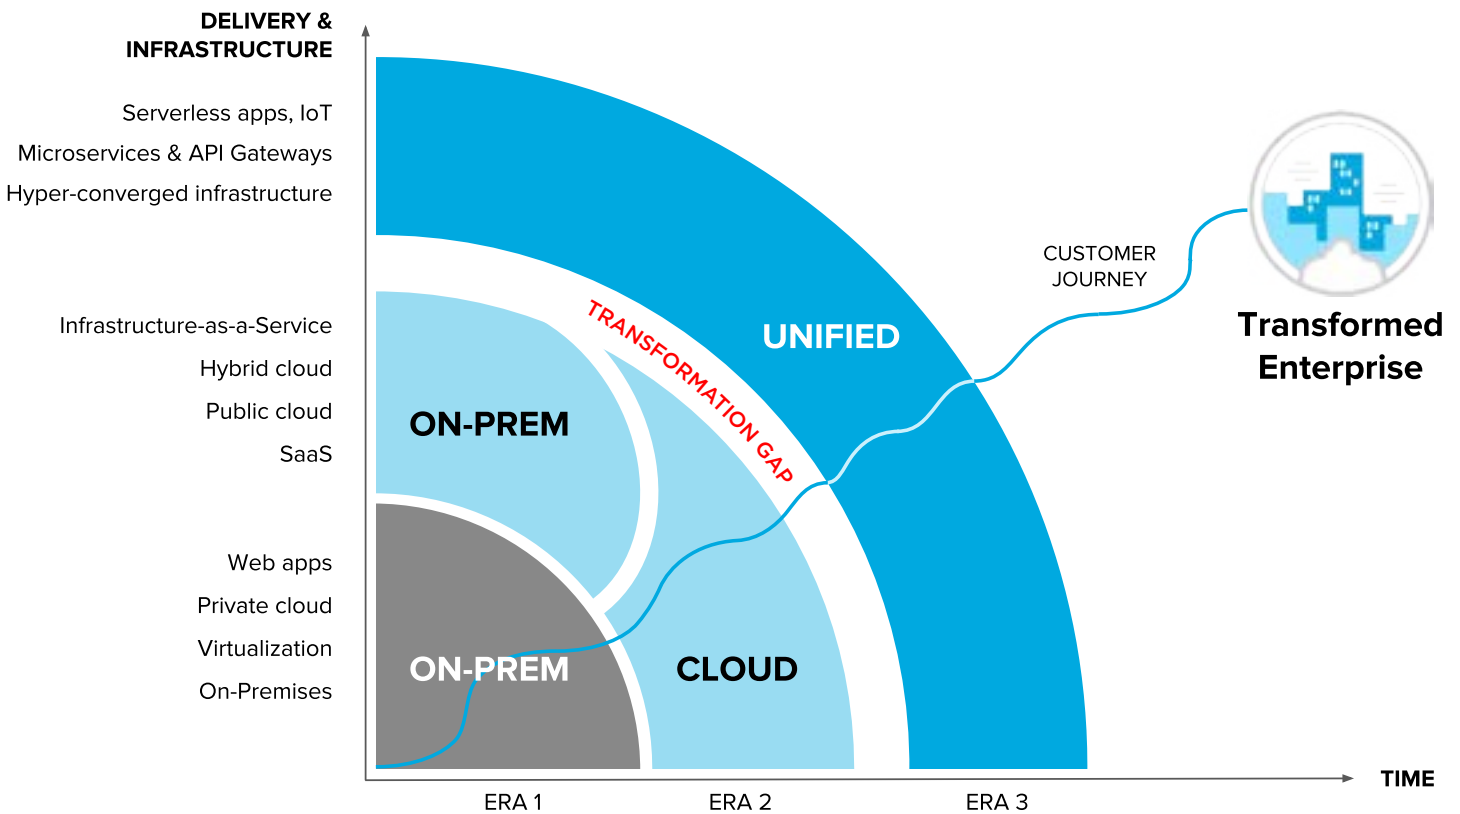 DELIVERY &
INFRASTRUCTURE
Serverless apps, IoT
Microservices & API Gateways
Hyper-converged infrastructure
Infrastructure-as-a-Service
Hybrid cloud
Public cloud
SaaS
Web apps
Private cloud
Virtualization
On-Premises
UNIFIED
TRANSFORMATION GAP
ON-PREM
ON-PREM
CLOUD
CUSTOMER
JOURNEY
Transformed
Enterprise
TIME
ERA 1
ERA 2
ERA 3